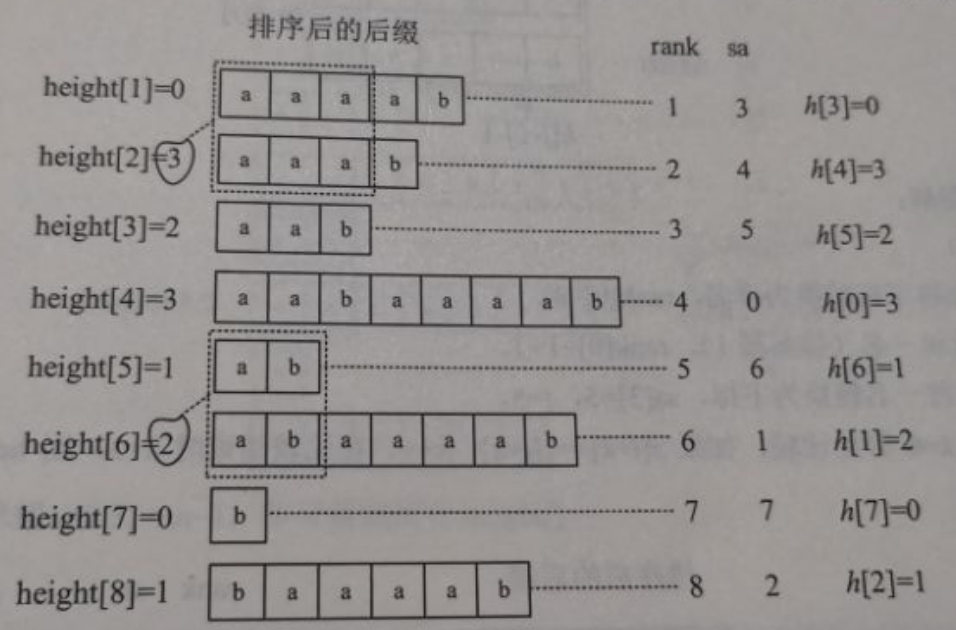 排序后的后缀 rank sa
height[1]=0 a a a a b 1 3 h[3]=0
height[2]=3 a a a b 2 4 h[4]=3
height[3]=2 a a b 3 5 h[5]=2
height[4]=3 a a b a a a a b 4 0 h[0]=3
height[5]=1 a b 5 6 h[6]=1
height[6]=2 a b a a a a b 6 1 h[1]=2
height[7]=0 b 7 7 h[7]=0
height[8]=1 b a a a a b 8 2 h[2]=1